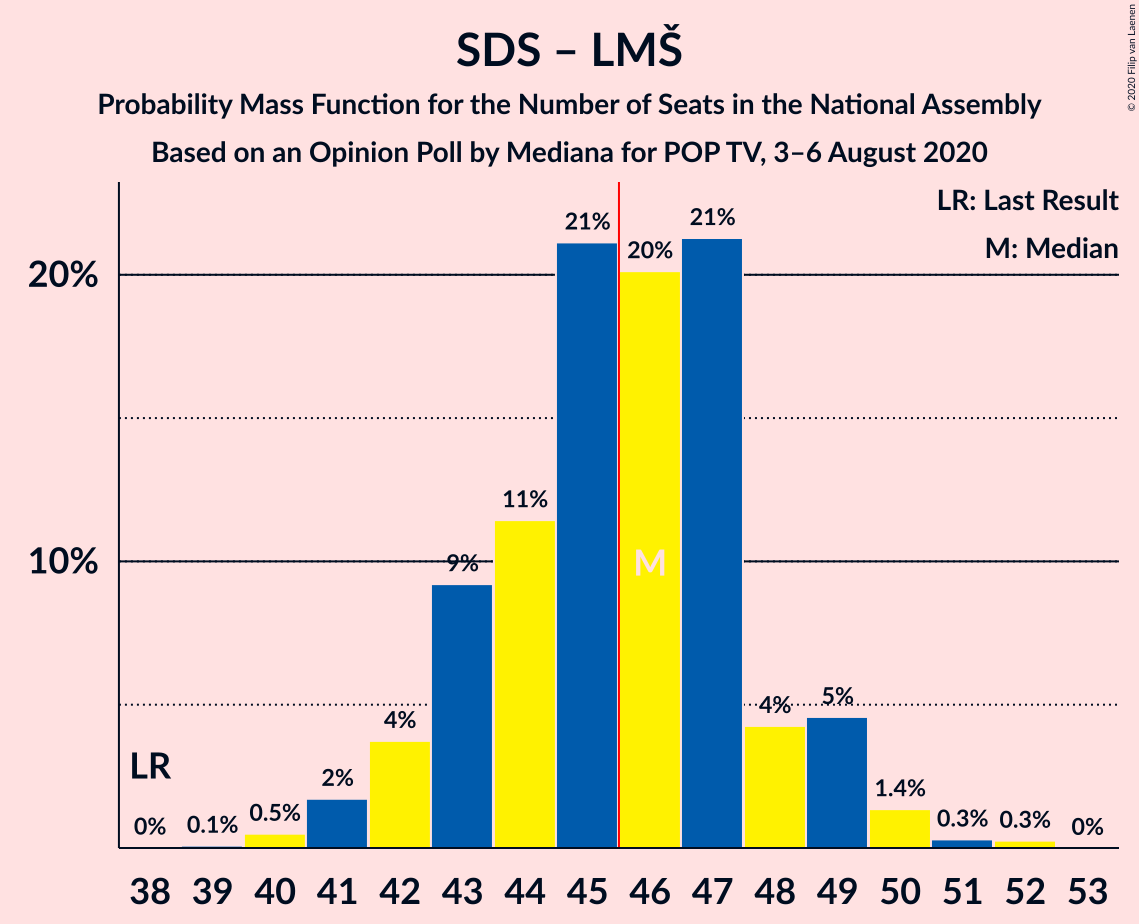 SDS – LMŠ
Probability Mass Function for the Number of Seats in the National Assembly
Based on an Opinion Poll by Mediana for POP TV, 3–6 August 2020
© 2020 Filip van Laenen
LR: Last Result
M: Median
20%
10%
LR
0%
0.1%
0.5%
2%
4%
9%
11%
21%
20%
21%
4%
5%
1.4%
0.3%
0.3%
0%
M
38 39 40 41 42 43 44 45 46 47 48 49 50 51 52 53